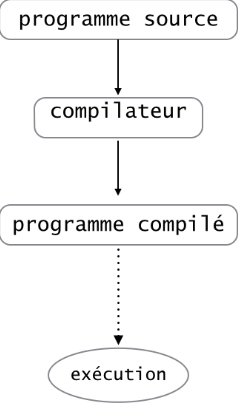 programme source
compilateur
programme compilé
exécution